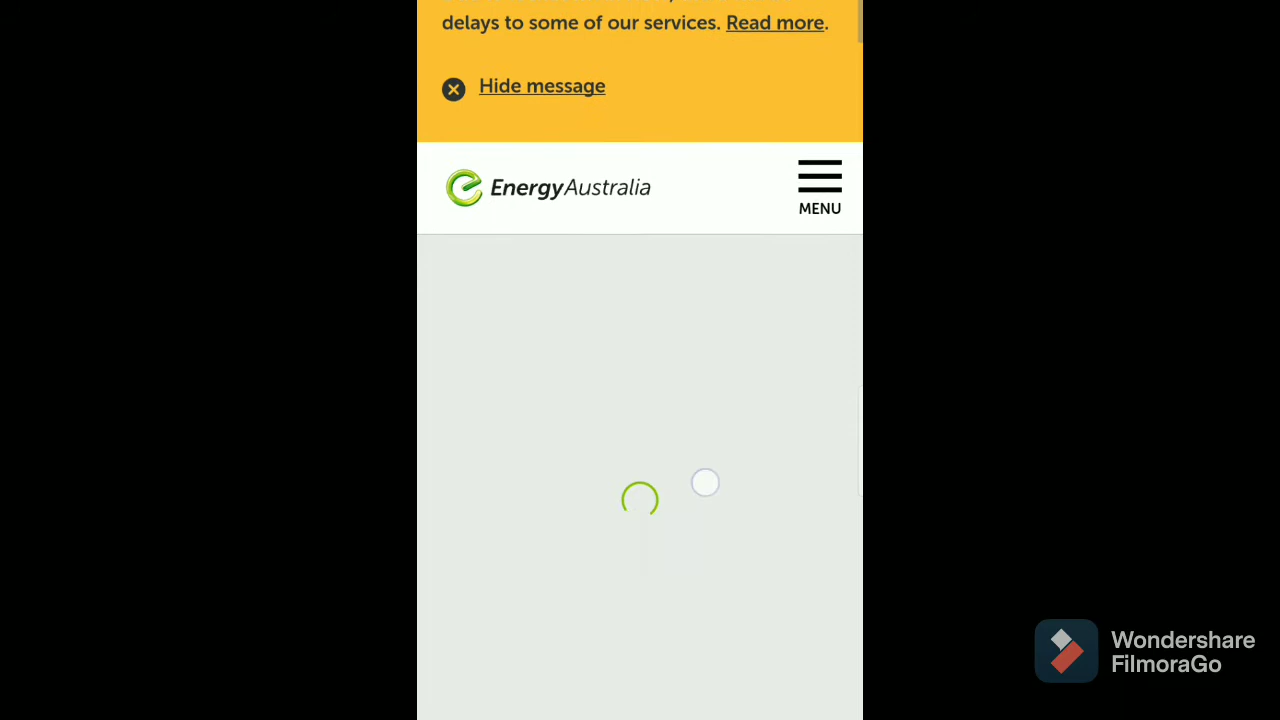 delays to some of our services. Read more.
Hide message
EnergyAustralia
MENU
Wondershare
FilmoraGo